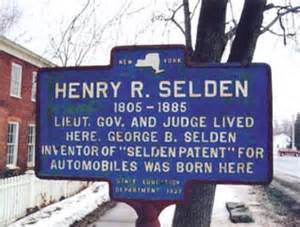 NEW YORK
HENRY R. SELDEN
1805-1885
LIEUT. GOV. AND JUDGE LIVED
HERE. GEORGE B. SELDEN
INVENTOR OF "SELDEN PATENT" FOR
AUTOMOBILES WAS BORN HERE
STATE EDUCATION
DEPARTMENT